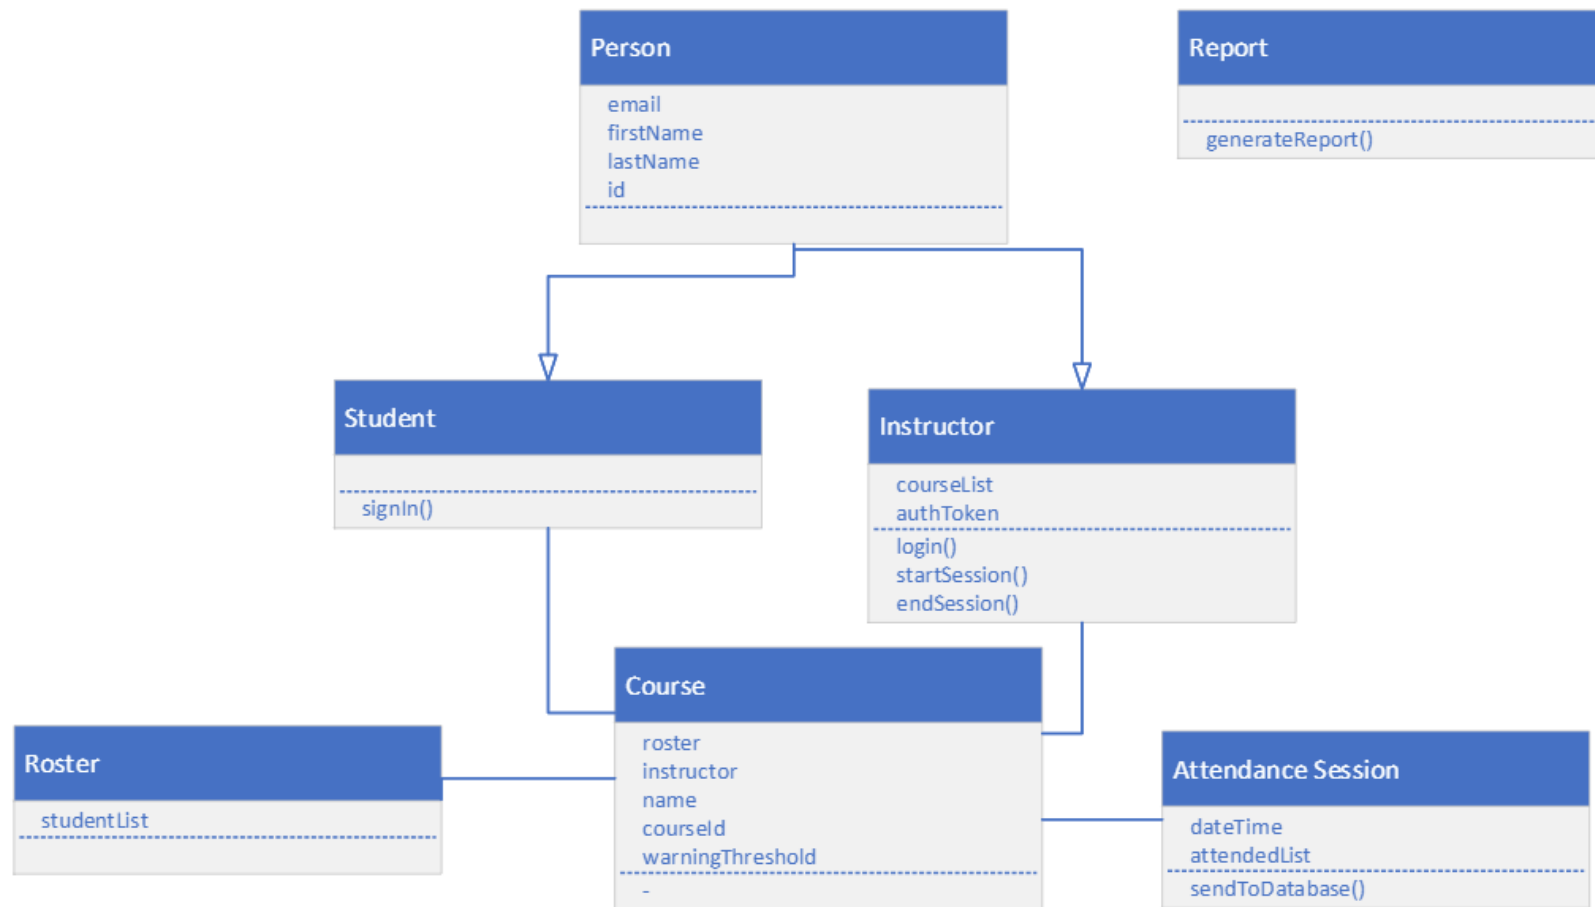 Person
email
firstName
lastName
id
Report
generateReport()
Student
signIn()
Instructor
courseList
authToken
login()
startSession()
endSession()
Course
roster
instructor
name
courseId
warningThreshold
-
Roster
studentList
Attendance Session
dateTime
attendedList
sendToDatabase()